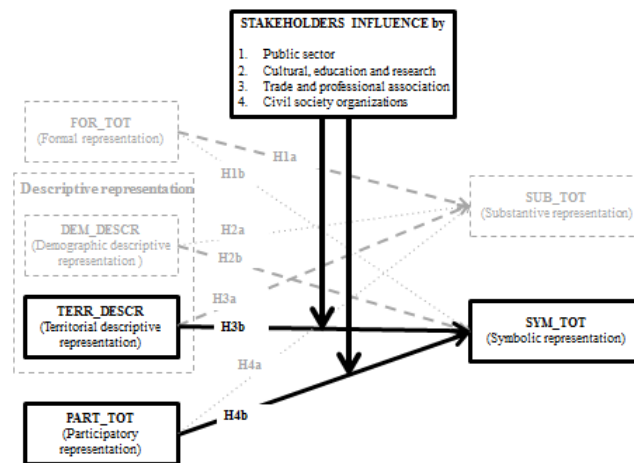 STAKEHOLDERS INFLUENCE by
1. Public sector
2. Cultural, education and research
3. Trade and professional association
4. Civil society organizations
FOR_TOT
(Formal representation)
H1a
H1b
Descriptive representation
SUB_TOT
(Substantive representation)
DEM_DESCR
(Demographic descriptive
representation )
H2a
H2b
H3a
TERR_DESCR
(Territorial descriptive
representation)
H3b
SYM_TOT
(Symbolic representation)
H4a
PART_TOT
(Participatory
representation)
H4b